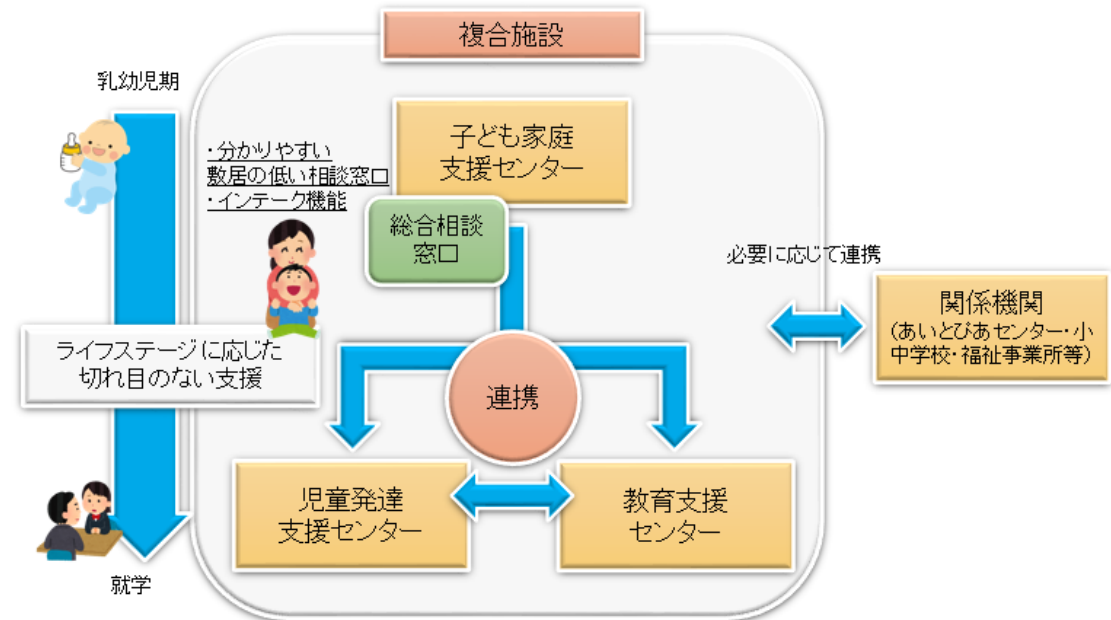 複合施設
乳幼児期
子ども家庭
支援センター
・分かりやすい
敷居の低い相談窓口
・インテーク機能
総合相談
窓口
必要に応じて連携
関係機関
(あいとぴあセンター・小
中学校・福祉事業所等)
ライフステージに応じた
切れ目のない支援
連携
児童発達
支援センター
教育支援
センター
就学